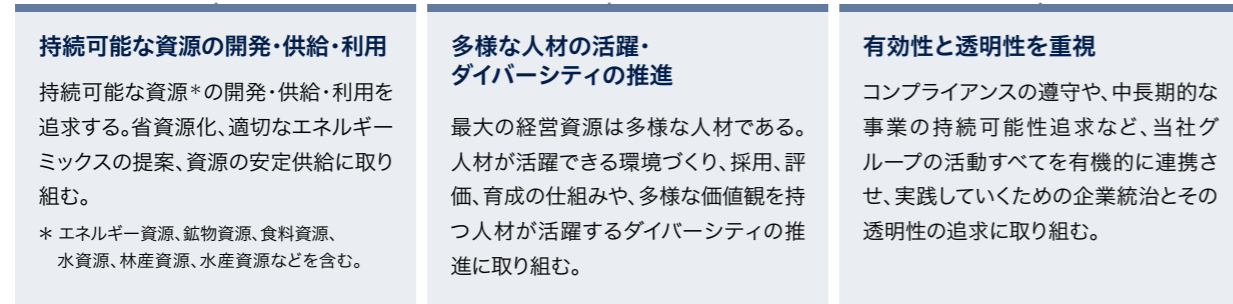 持続可能な資源の開発・供給・利用
持続可能な資源＊の開発・供給・利用を
追求する。省資源化、適切なエネルギー
ミックスの提案、資源の安定供給に取り
組む。
＊ エネルギー資源、鉱物資源、食料資源、
水資源、林産資源、水産資源などを含む。
多様な人材の活躍・
ダイバーシティの推進
最大の経営資源は多様な人材である。
人材が活躍できる環境づくり、採用、評
価、育成の仕組みや、多様な価値観を持
つ人材が活躍するダイバーシティの推
進に取り組む。
有効性と透明性を重視
コンプライアンスの遵守や、中長期的な
事業の持続可能性追求など、当社グ
ループの活動すべてを有機的に連携さ
せ、実践していくための企業統治とその
透明性の追求に取り組む。